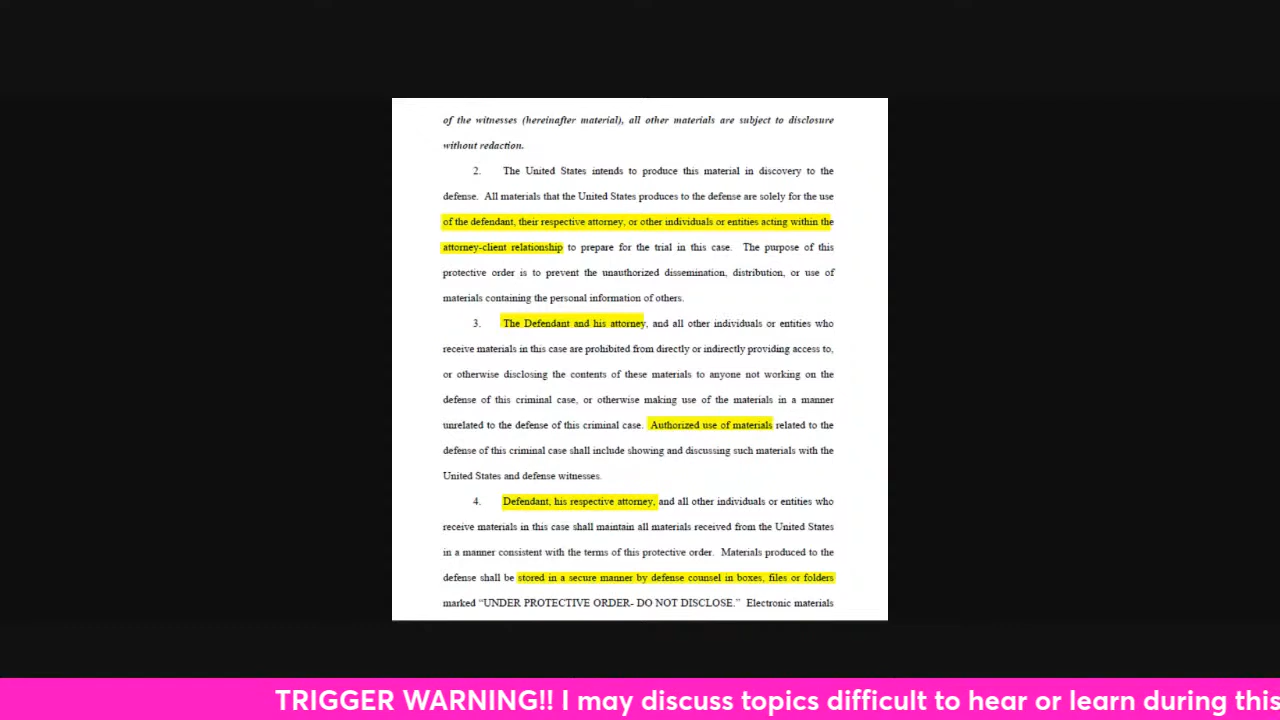 of the witnesses (hereinafter material), all other materials are subject to disclosure
without redaction.
2. The United States intends to produce this material in discovery to the
defense. All materials that the United States produces to the defense are solely for the use
of the defendant, their respective attorney, or other individuals or entities acting within the
attorney-client relationship to prepare for the trial in this case. The purpose of this
protective order is to prevent the unauthorized dissemination, distribution, or use of
materials containing the personal information of others.
3. The Defendant and his attorney, and all other individuals or entities who
receive materials in this case are prohibited from directly or indirectly providing access to,
or otherwise disclosing the contents of these materials to anyone not working on the
defense of this criminal case, or otherwise making use of the materials in a manner
unrelated to the defense of this criminal case. Authorized use of materials related to the
defense of this criminal case shall include showing and discussing such materials with the
United States and defense witnesses.
4. Defendant, his respective attorney, and all other individuals or entities who
receive materials in this case shall maintain all materials received from the United States
in a manner consistent with the terms of this protective order. Materials produced to the
defense shall be stored in a secure manner by defense counsel in boxes, files or folders
marked “UNDER PROTECTIVE ORDER- DO NOT DISCLOSE.” Electronic materials
TRIGGER WARNING!! I may discuss topics difficult to hear or learn during this